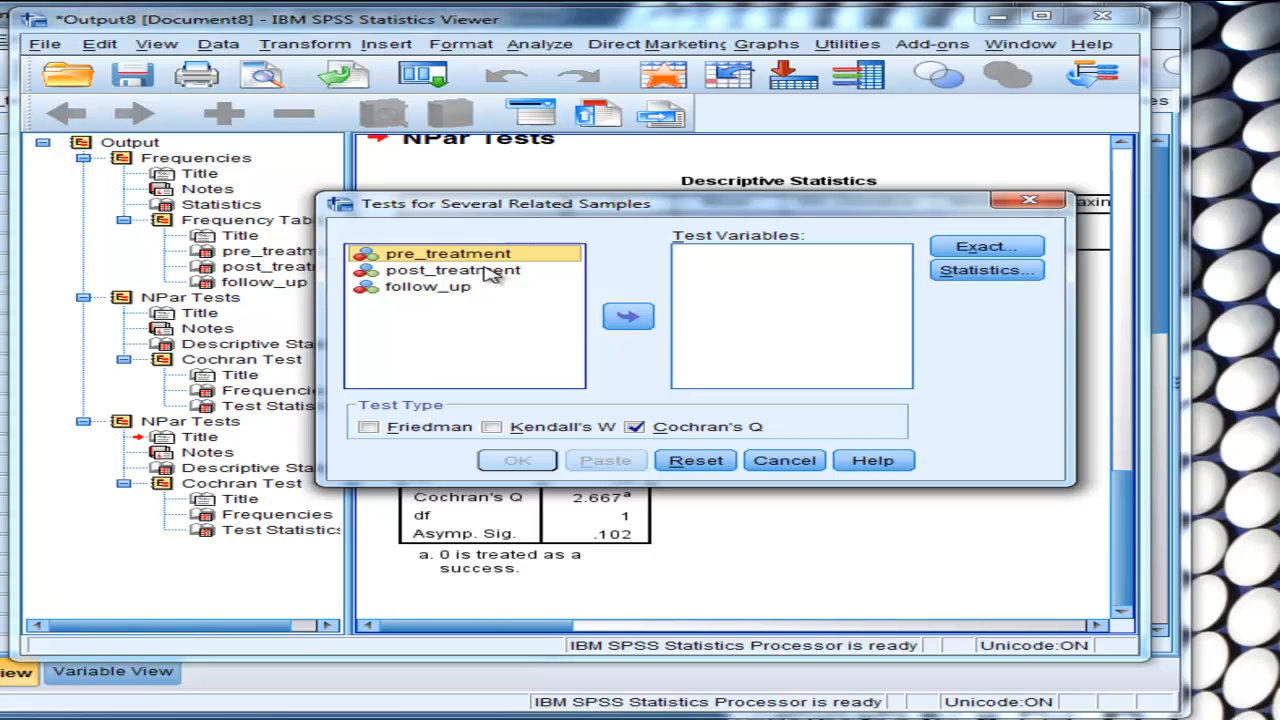 *Output8 [Document8] - IBM SPSS Statistics Viewer
File Edit View Data Transform Insert Format Analyze Direct Marketing Graphs Utilities Add-ons Window Help
Output
Frequencies
Title
Notes
Statistics
Frequency Tab
Title
pre_treatm
post_treatr
follow_up
NPar Tests
Title
Notes
Descriptive Sta
Cochran Test
Title
Frequencies
Test Statis
NPar Tests
Title
Notes
Descriptive Sta
Cochran Test
Title
Frequencies
Test Statistics
NPar Tests
Descriptive Statistics
Tests for Several Related Samples
pre_treatment
post_treatment
follow_up
Test Variables:
Exact...
Statistics...
Test Type
Friedman Kendall's W Cochran's Q
OK Paste Reset Cancel Help
Cochran's Q 2.667a
df 1
Asymp. Sig. .102
a. 0 is treated as a
success.
IBM SPSS Statistics Processor is ready Unicode:ON
iew Variable View
IBM SPSS Statistics Processor is ready Unicode:ON